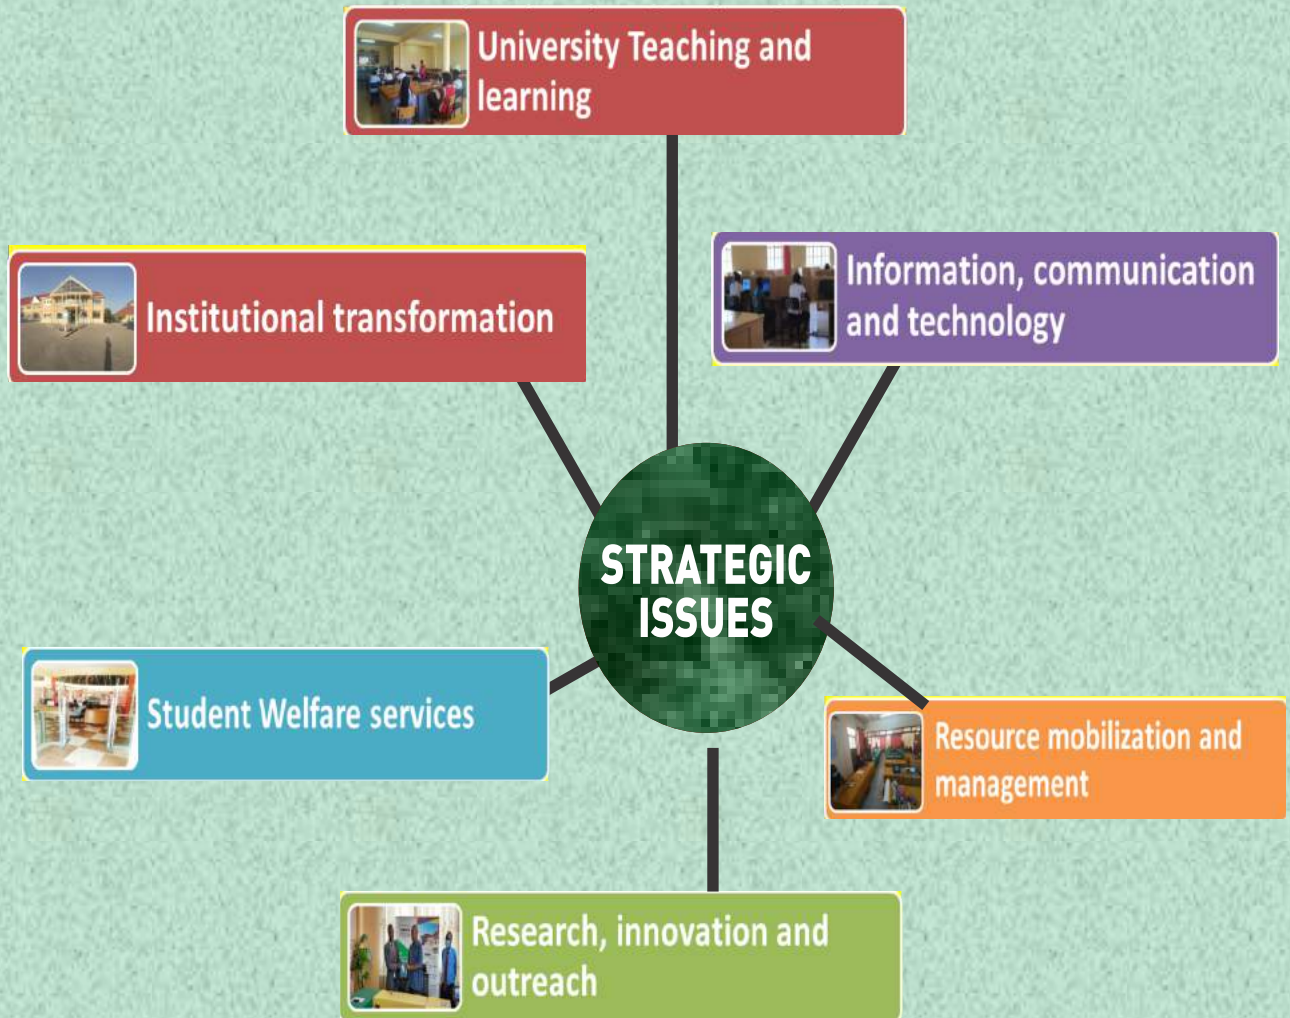 University Teaching and
learning
Institutional transformation
Information, communication
and technology
STRATEGIC
ISSUES
Student Welfare services
Resource mobilization and
management
Research, innovation and
outreach